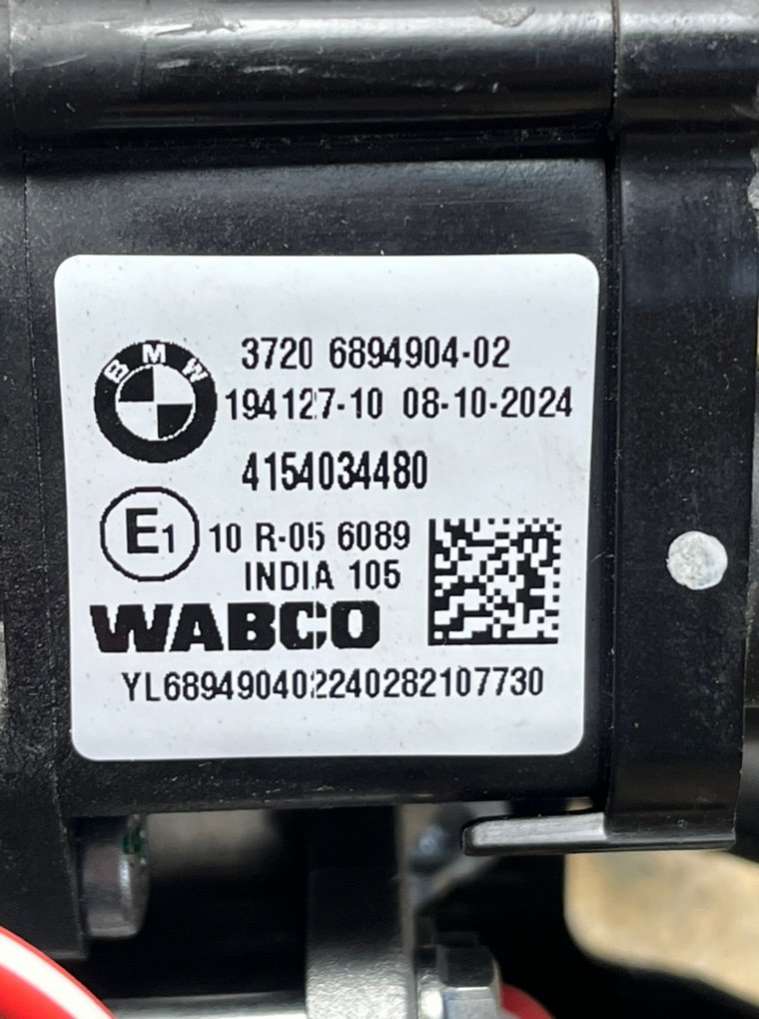 BMW
3720 6894904-02
194127-10 08-10-2024
4154034480
E1 10 R-05 6089
INDIA 105
WABCO
YL689490402240282107730